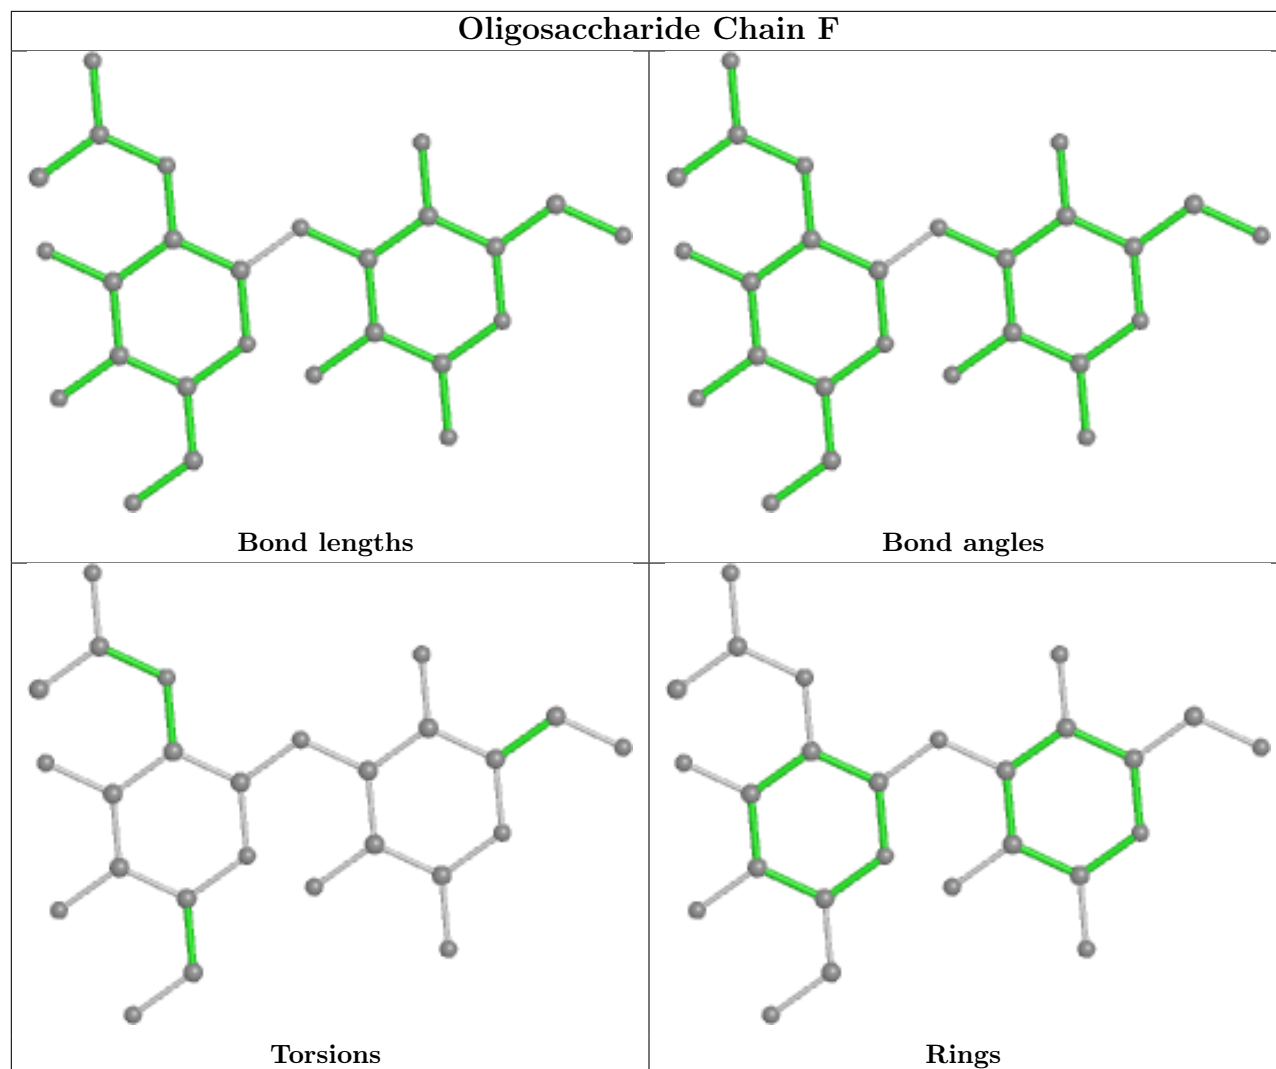 Oligosaccharide Chain F
Bond lengths
Bond angles
Torsions
Rings